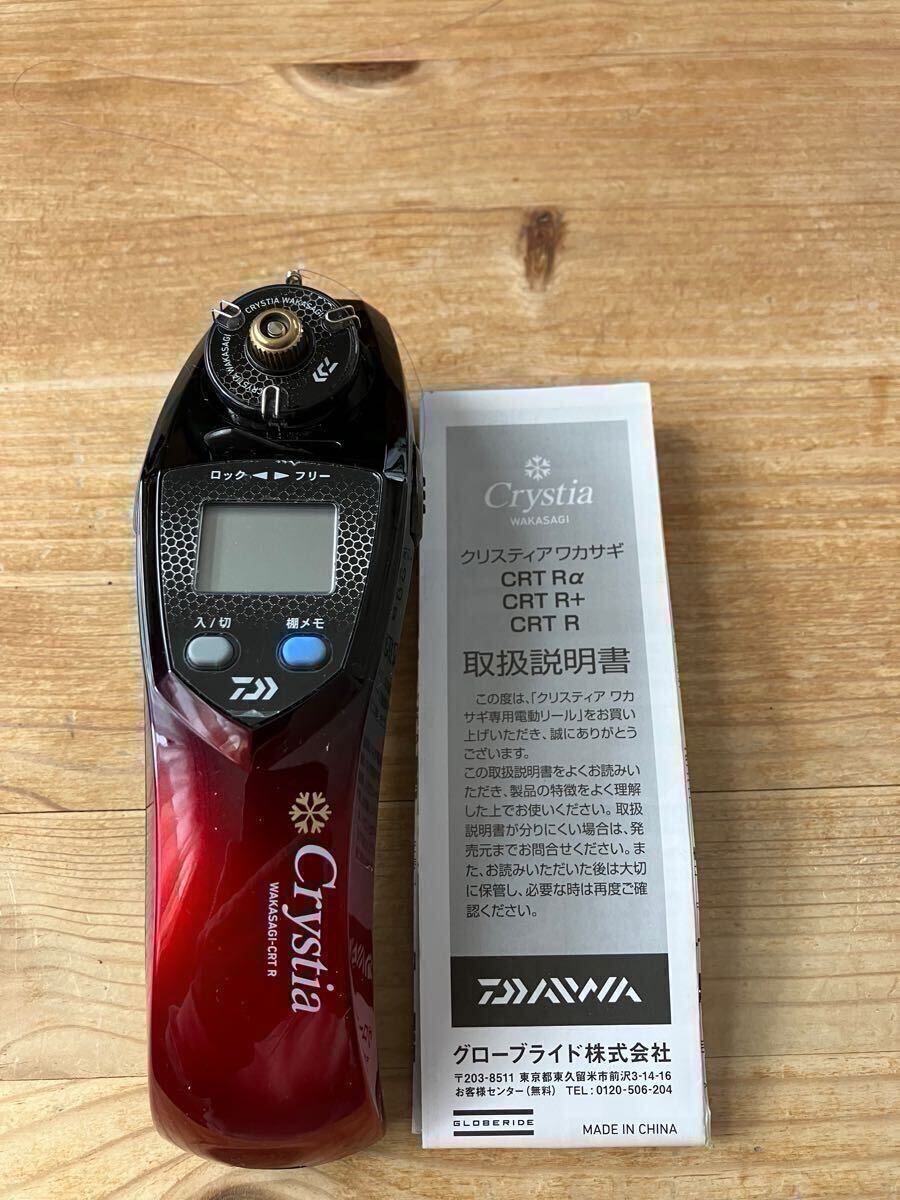 CRYSTIA WAKASAGI
CRYSTIA WAKASAGI
ロック ◀ ▶ フリー
入/切
棚メモ
Crystia
WAKASAGI-CRT R
Crystia
WAKASAGI
クリスティア ワカサギ
CRT Rα
CRT R+
CRT R
取扱説明書
この度は、「クリスティア ワカ
サギ専用電動リール」をお買い
上げいただき、誠にありがとう
ございます。
この取扱説明書をよくお読みい
ただき、製品の特徴をよく理解
した上でお使いください。取扱
説明書が分りにくい場合は、発
売元までお問合せください。ま
た、お読みいただいた後は大切
に保管し、必要な時は再度ご確
認ください。
DAIWA
グローブライド株式会社
〒203-8511 東京都東久留米市前沢3-14-16
お客様センター(無料) TEL:0120-506-204
GLOBERIDE
MADE IN CHINA